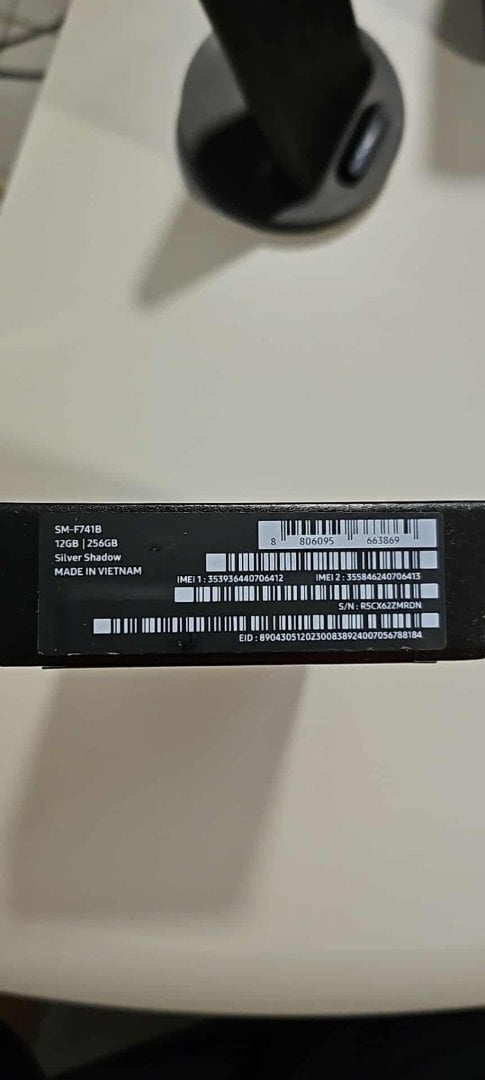 SM-F741B
12GB | 256GB
Silver Shadow
MADE IN VIETNAM
8 806095 663869
IMEI 1 : 353936440706412 IMEI 2 : 355846240706413
S/N : R5CX62ZMRDN
EID : 89043051202300838924007056788184